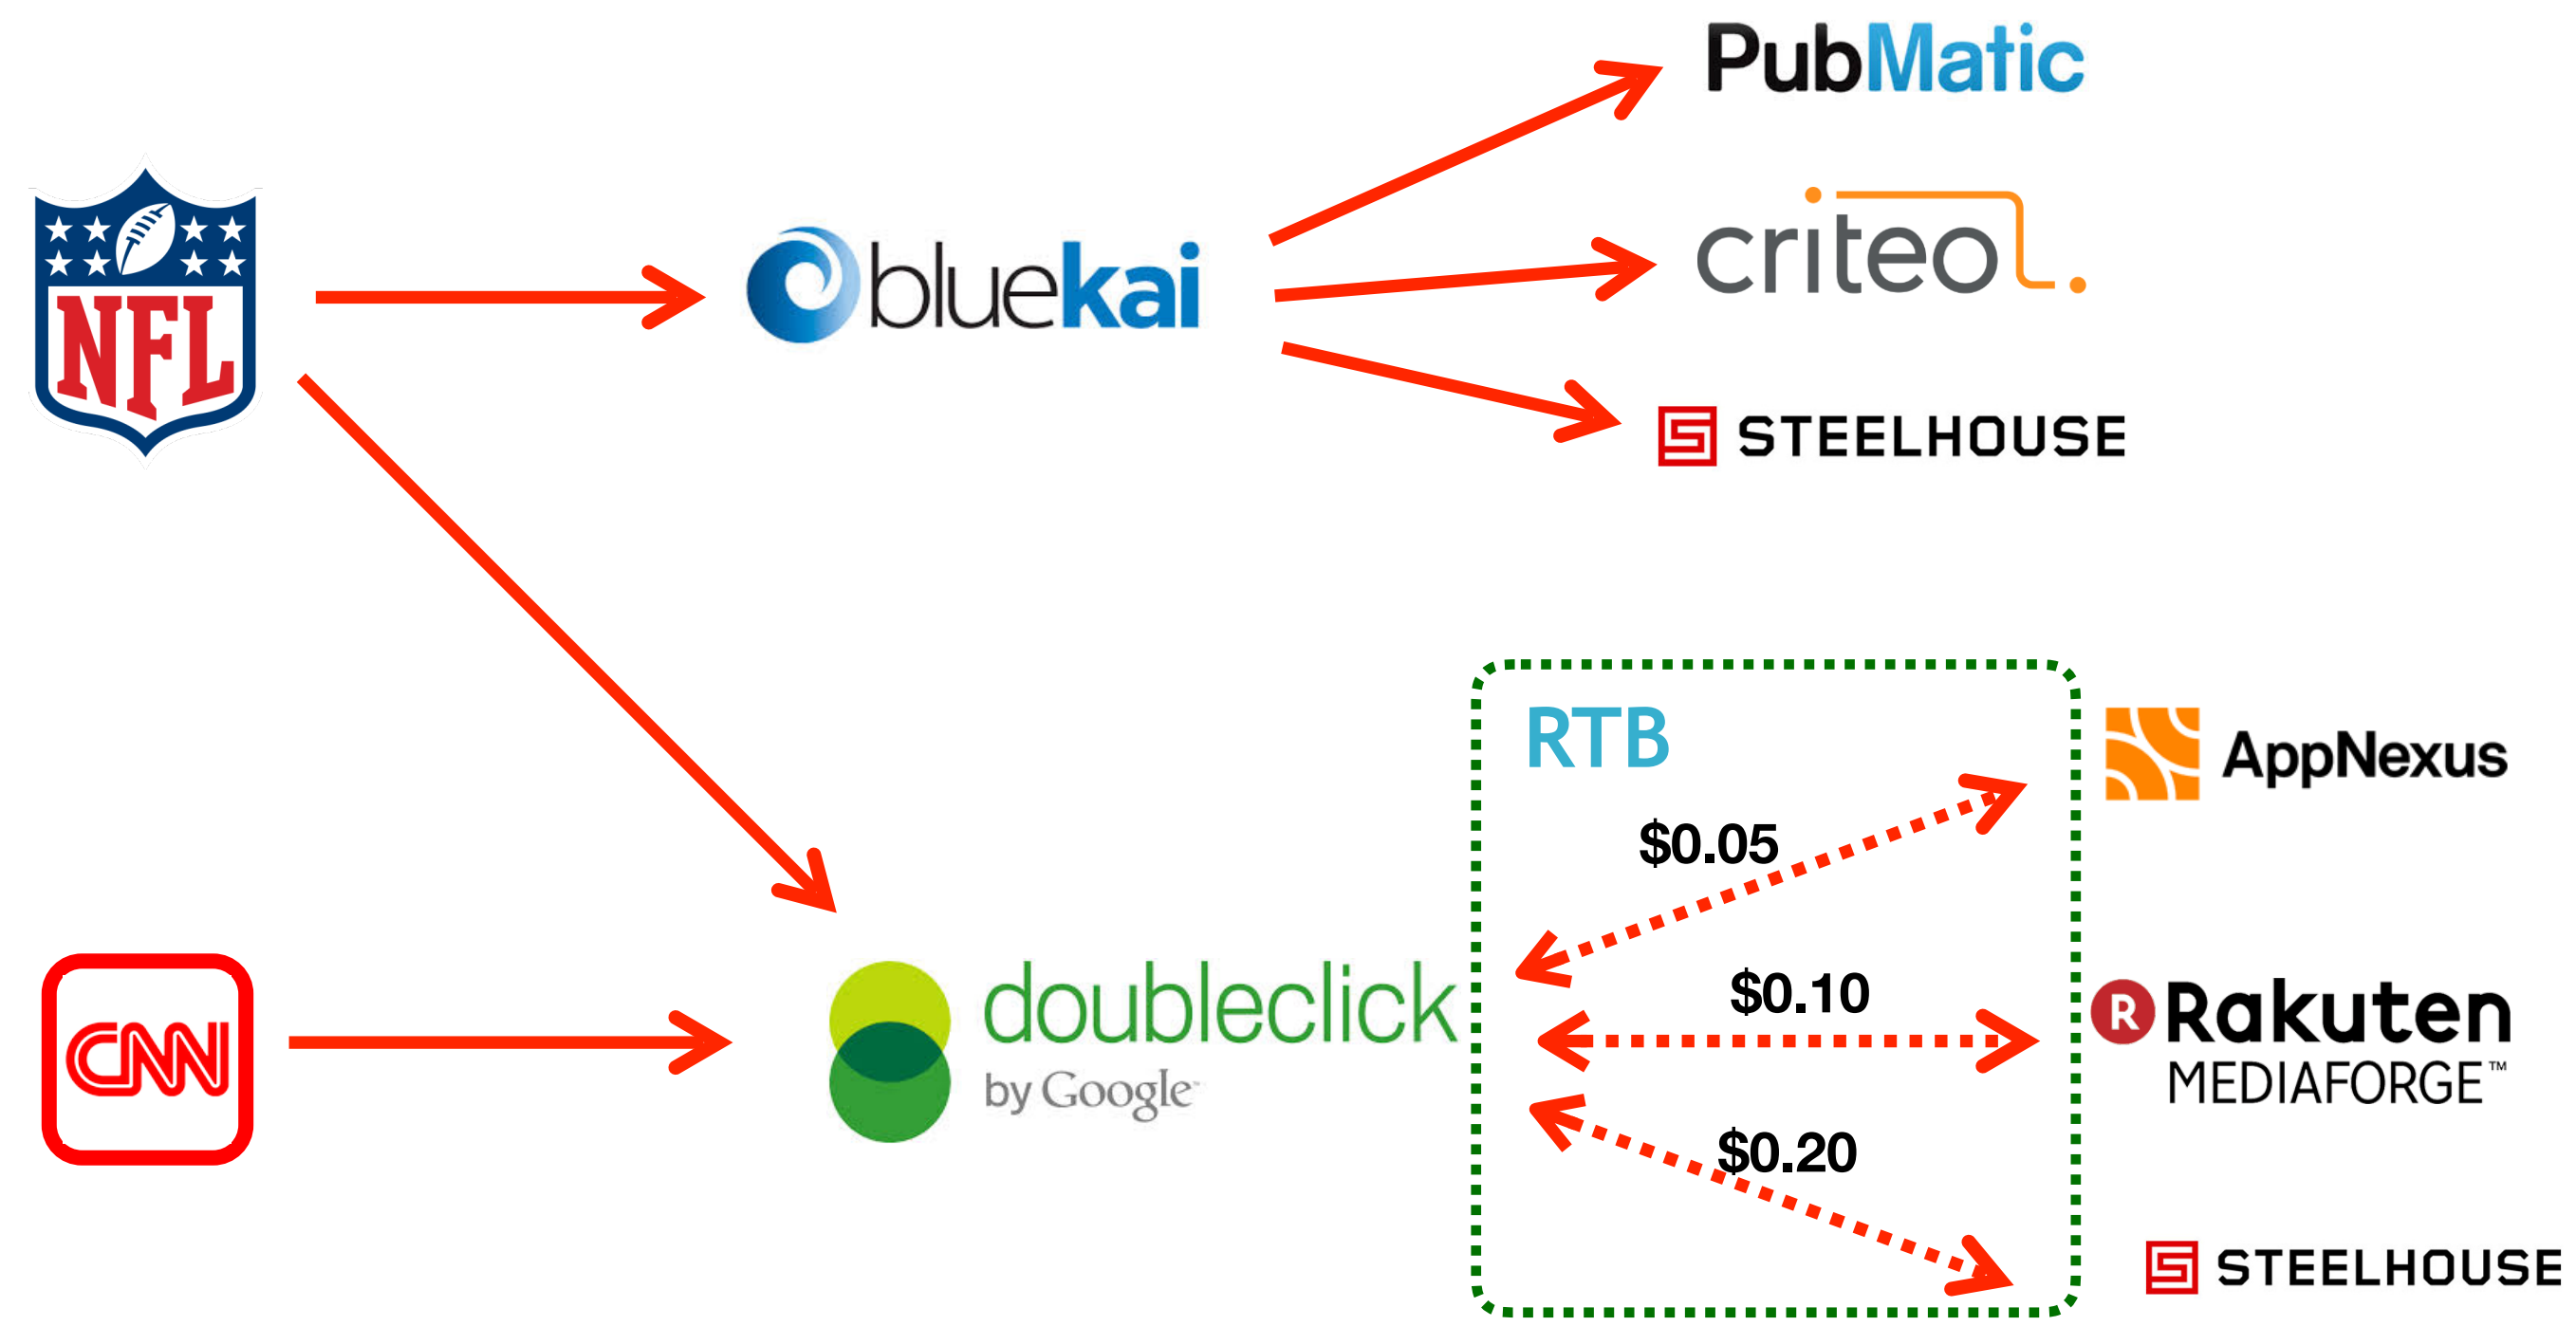 PubMatic
criteo
NFL
bluekai
STEELHOUSE
RTB
AppNexus
$0.05
doubleclick
by Google
$0.10
R Rakuten
MEDIAFORGE™
CNN
$0.20
STEELHOUSE